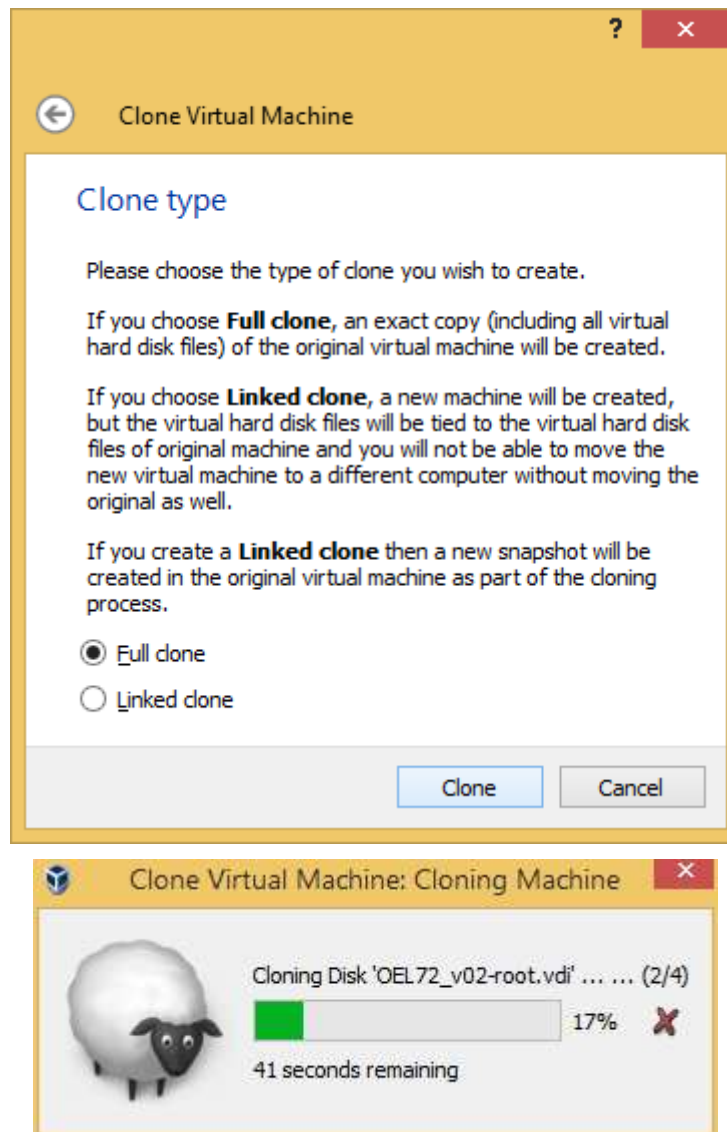 ?
Clone Virtual Machine
Clone type
Please choose the type of clone you wish to create.
If you choose Full clone, an exact copy (including all virtual
hard disk files) of the original virtual machine will be created.
If you choose Linked clone, a new machine will be created,
but the virtual hard disk files will be tied to the virtual hard disk
files of original machine and you will not be able to move the
new virtual machine to a different computer without moving the
original as well.
If you create a Linked clone then a new snapshot will be
created in the original virtual machine as part of the cloning
process.
Full clone
Linked clone
Clone Cancel
Clone Virtual Machine: Cloning Machine
Cloning Disk 'OEL72_v02-root.vdi' ... ... (2/4)
17%
41 seconds remaining